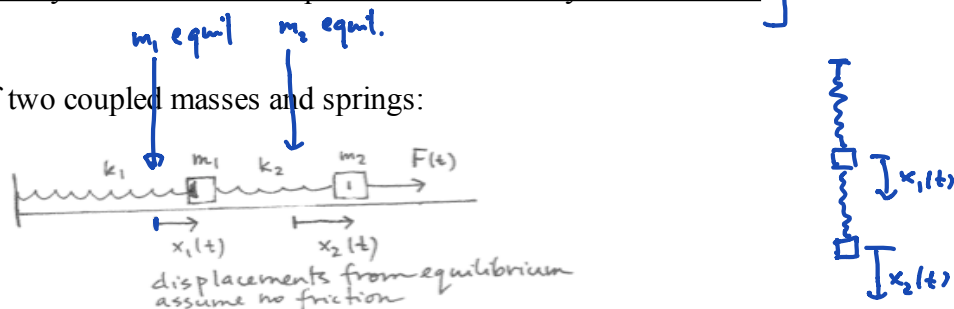 m₁ equil m₂ equil.
two coupled masses and springs:
k₁ m₁ k₂ m₂ F(t)
x₁(t) x₂(t)
displacements from equilibrium
assume no friction
x₁(t)
x₂(t)